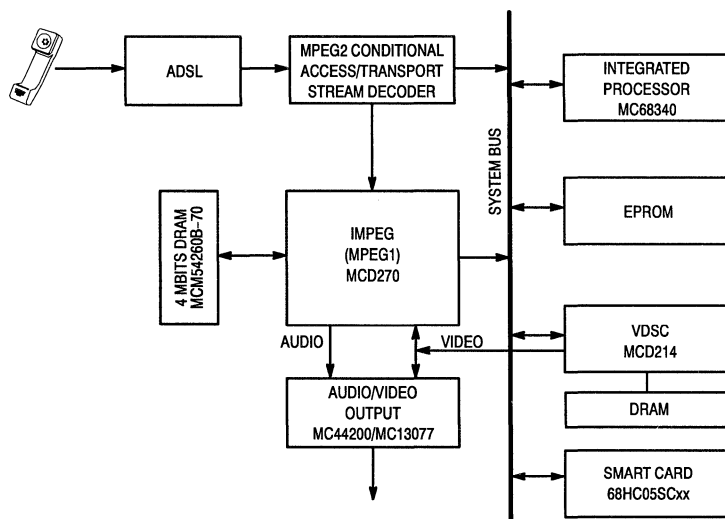 ADSL
MPEG2 CONDITIONAL
ACCESS/TRANSPORT
STREAM DECODER
INTEGRATED
PROCESSOR
MC68340
SYSTEM BUS
4 MBITS DRAM
MCM54260B-70
IMPEG
(MPEG1)
MCD270
EPROM
AUDIO
VIDEO
VDSC
MCD214
AUDIO/VIDEO
OUTPUT
MC44200/MC13077
DRAM
SMART CARD
68HC05SCxx